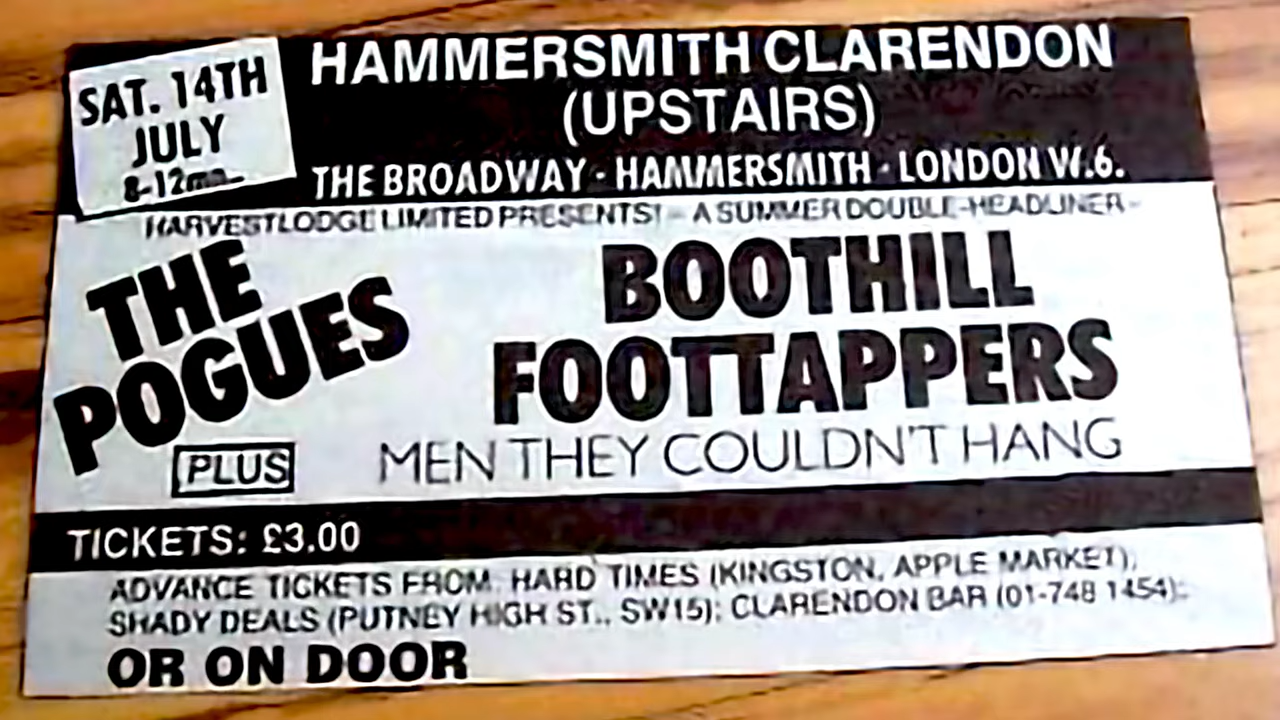 SAT. 14TH
JULY
8-12
HAMMERSMITH CLARENDON
(UPSTAIRS)
THE BROADWAY - HAMMERSMITH - LONDON W.6.
HARVESTLODGE LIMITED PRESENTS! - A SUMMER DOUBLE-HEADLINER -
THE
POGUES
BOOTHILL
FOOTTAPPERS
PLUS
MEN THEY COULDN'T HANG
TICKETS: £3.00
ADVANCE TICKETS FROM: HARD TIMES (KINGSTON, APPLE MARKET);
SHADY DEALS (PUTNEY HIGH ST., SW15); CLARENDON BAR (01-748 1454);
OR ON DOOR